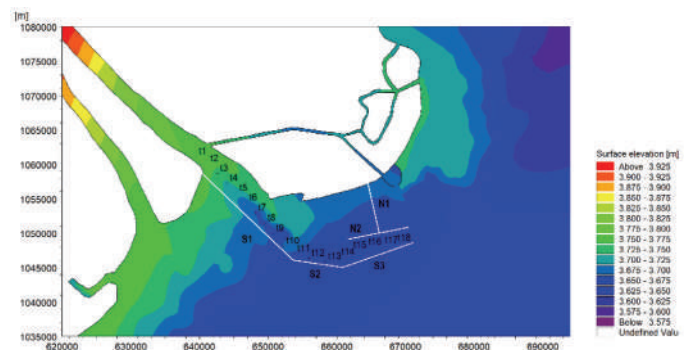 [m]
1080000
1075000
1070000
1065000
1060000
1055000
1050000
1045000
1040000
1035000
620000 630000 640000 650000 660000 670000 680000 690000
t1
t2
t3
t4
t5
t6
t7
t8
t9
t10
t11
t12
t13
t14
t15
t16
t17
t18
S1
S2
S3
N1
N2
Surface elevation [m]
Above 3.925
3.900 - 3.925
3.875 - 3.900
3.850 - 3.875
3.825 - 3.850
3.800 - 3.825
3.775 - 3.800
3.750 - 3.775
3.725 - 3.750
3.700 - 3.725
3.675 - 3.700
3.650 - 3.675
3.625 - 3.650
3.600 - 3.625
3.575 - 3.600
Below 3.575
Undefined Valu